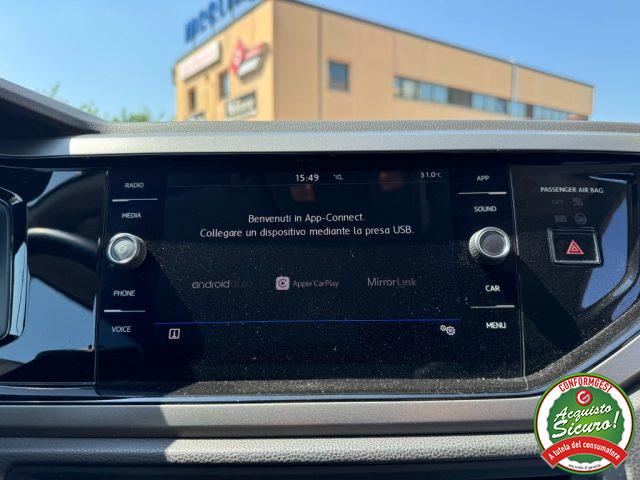 15:49
31.0°C
RADIO
MEDIA
PHONE
VOICE
Benvenuti in App-Connect.
Collegare un dispositivo mediante la presa USB.
androidauto
Apple CarPlay
MirrorLink
APP
SOUND
CAR
MENU
PASSENGER AIR BAG
CONFORMGEST
Acquisto
Sicuro!
A tutela del consumatore